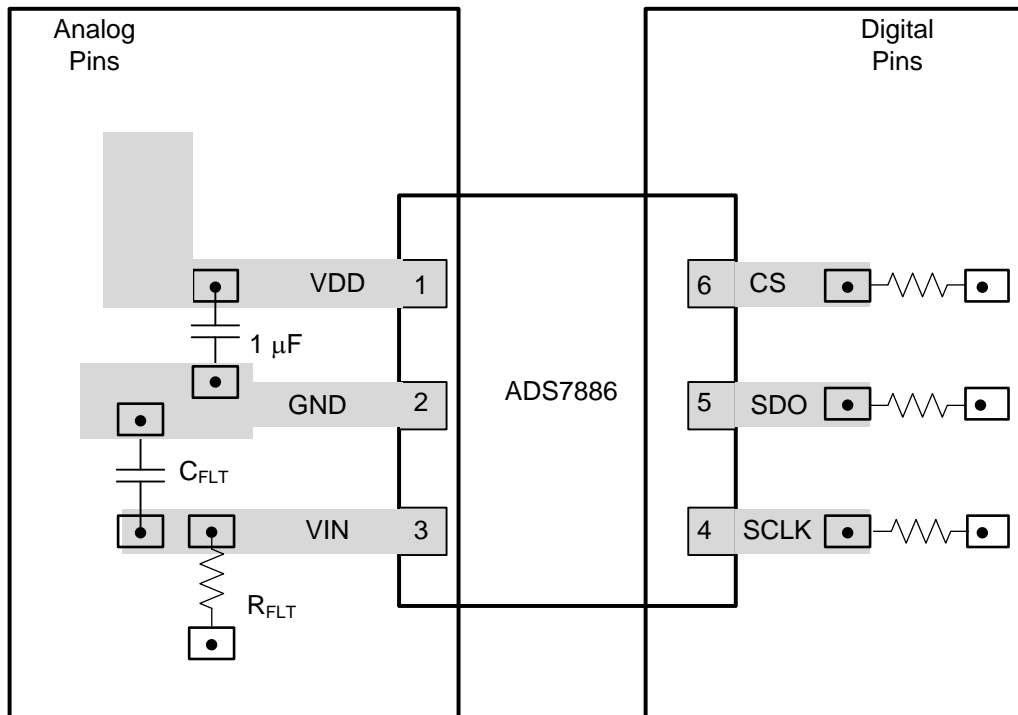 Analog
Pins
Digital
Pins
VDD
1
6
CS
1 μF
GND
2
ADS7886
5
SDO
CFLT
VIN
3
4
SCLK
RFLT